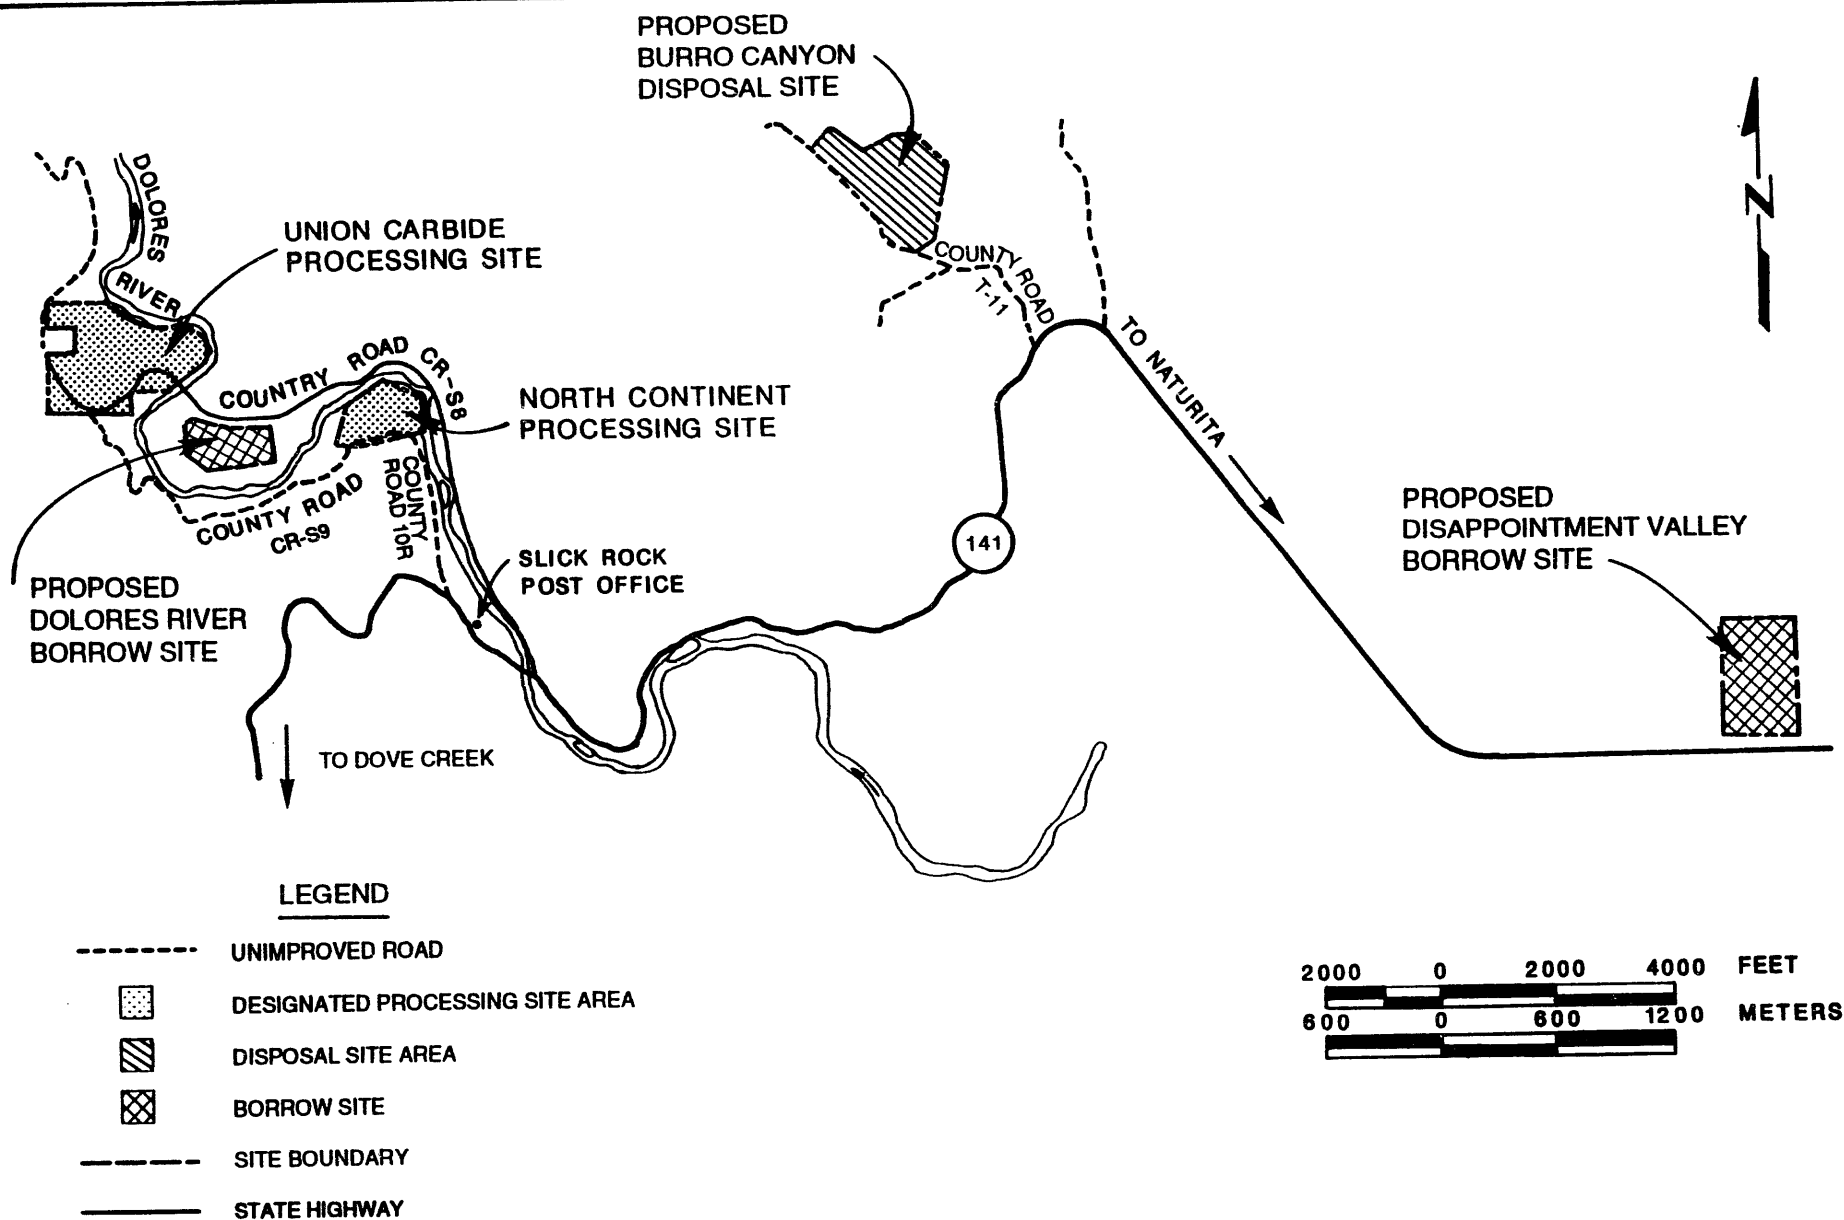 PROPOSED
BURRO CANYON
DISPOSAL SITE
DOLORES
RIVER
UNION CARBIDE
PROCESSING SITE
COUNTRY ROAD CR-S8
NORTH CONTINENT
PROCESSING SITE
COUNTY ROAD
T-11
TO NATURITA
N
COUNTY ROAD
CR-S9
COUNTY
ROAD 10R
SLICK ROCK
POST OFFICE
141
PROPOSED
DISAPPOINTMENT VALLEY
BORROW SITE
PROPOSED
DOLORES RIVER
BORROW SITE
TO DOVE CREEK
LEGEND
UNIMPROVED ROAD
DESIGNATED PROCESSING SITE AREA
DISPOSAL SITE AREA
BORROW SITE
SITE BOUNDARY
STATE HIGHWAY
2000 0 2000 4000 FEET
600 0 600 1200 METERS